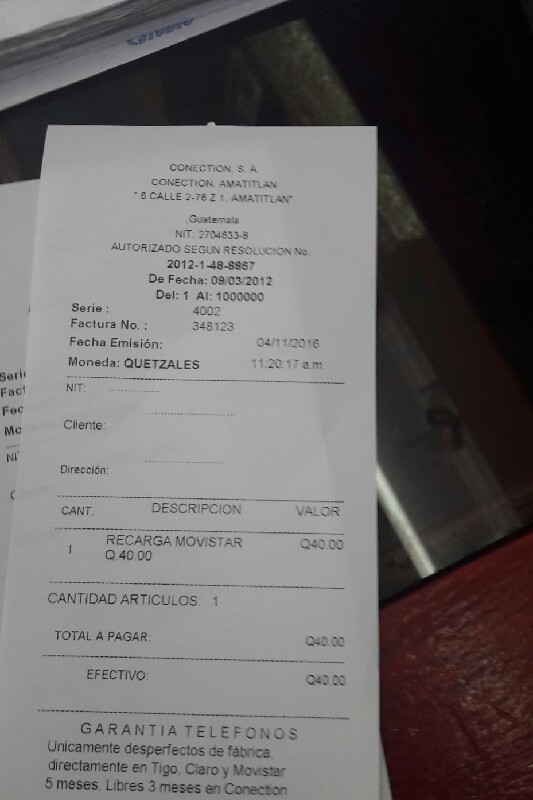 CONECTION, S. A.
CONECTION, AMATITLAN
" 6 CALLE 2-76 Z 1, AMATITLAN"
,Guatemala
NIT: 2704633-8
AUTORIZADO SEGUN RESOLUCION No.
2012-1-48-8867
De Fecha: 09/03/2012
Del: 1 Al: 1000000
Serie : 4002
Factura No. : 348123
Fecha Emisión: 04/11/2016
Moneda: QUETZALES 11:20:17 a.m.
NIT:
Cliente:
Dirección:
CANT. DESCRIPCION VALOR
1 RECARGA MOVISTAR Q40.00
Q.40.00
CANTIDAD ARTICULOS: 1
TOTAL A PAGAR: Q40.00
EFECTIVO: Q40.00
GARANTIA TELEFONOS
Unicamente desperfectos de fábrica,
directamente en Tigo, Claro y Movistar
5 meses, Libres 3 meses en Conection